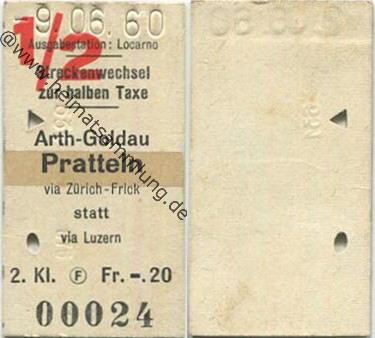 -9.06.60
1/2
Ausgabestation: Locarno
Streckenwechsel
zur halben Taxe
Arth-Goldau
Pratteln
via Zürich-Frick
statt
via Luzern
2. Kl. F Fr. -.20
00024
www.heimatsammlung.de